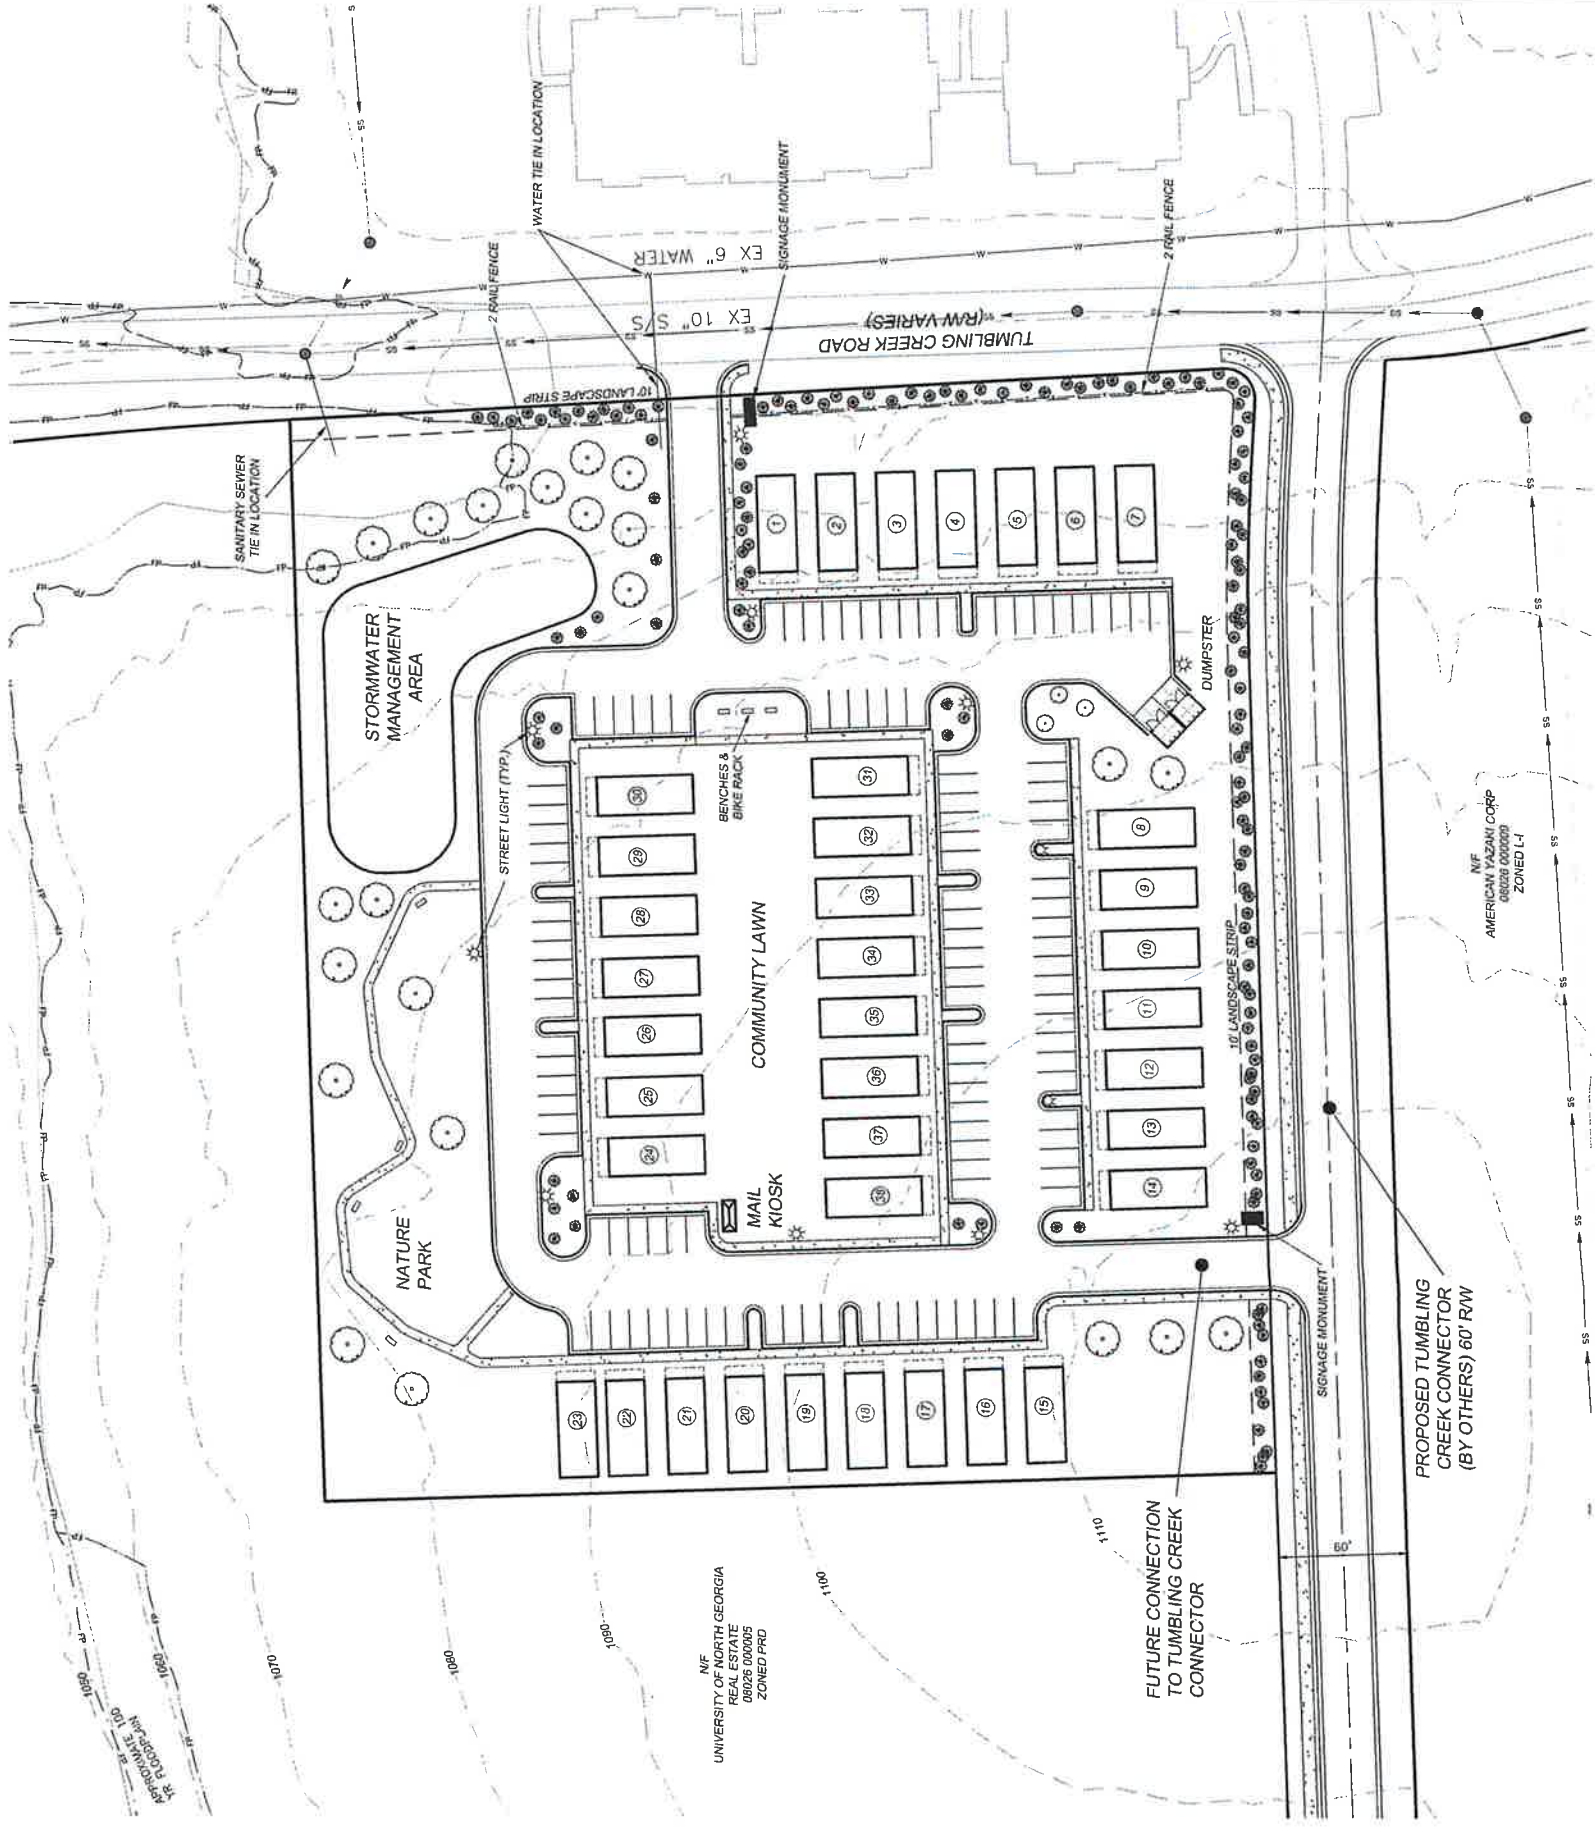 SS
WATER TIE IN LOCATION
EX 6" WATER
SIGNAGE MONUMENT
2 RAIL FENCE
2 RAIL FENCE
EX 10" S/S
TUMBLING CREEK ROAD
(R/W VARIES)
10' LANDSCAPE STRIP
SANITARY SEWER
TIE IN LOCATION
STORMWATER
MANAGEMENT
AREA
STREET LIGHT (TYP.)
BENCHES &
BIKE RACK
DUMPSTER
COMMUNITY LAWN
MAIL
KIOSK
NATURE
PARK
1
2
3
4
5
6
7
8
9
10
11
12
13
14
15
16
17
18
19
20
21
22
23
24
25
26
27
28
29
30
31
32
33
34
35
36
37
38
10' LANDSCAPE STRIP
N/F
AMERICAN YAZAKI CORP
08026 000009
ZONED L-I
SIGNAGE MONUMENT
PROPOSED TUMBLING
CREEK CONNECTOR
(BY OTHERS) 60' R/W
FUTURE CONNECTION
TO TUMBLING CREEK
CONNECTOR
60'
N/F
UNIVERSITY OF NORTH GEORGIA
REAL ESTATE
08026 000005
ZONED PRD
1050
1060
1070
1080
1090
1100
1110
APPROXIMATE 100
YR. FLOODPLAIN